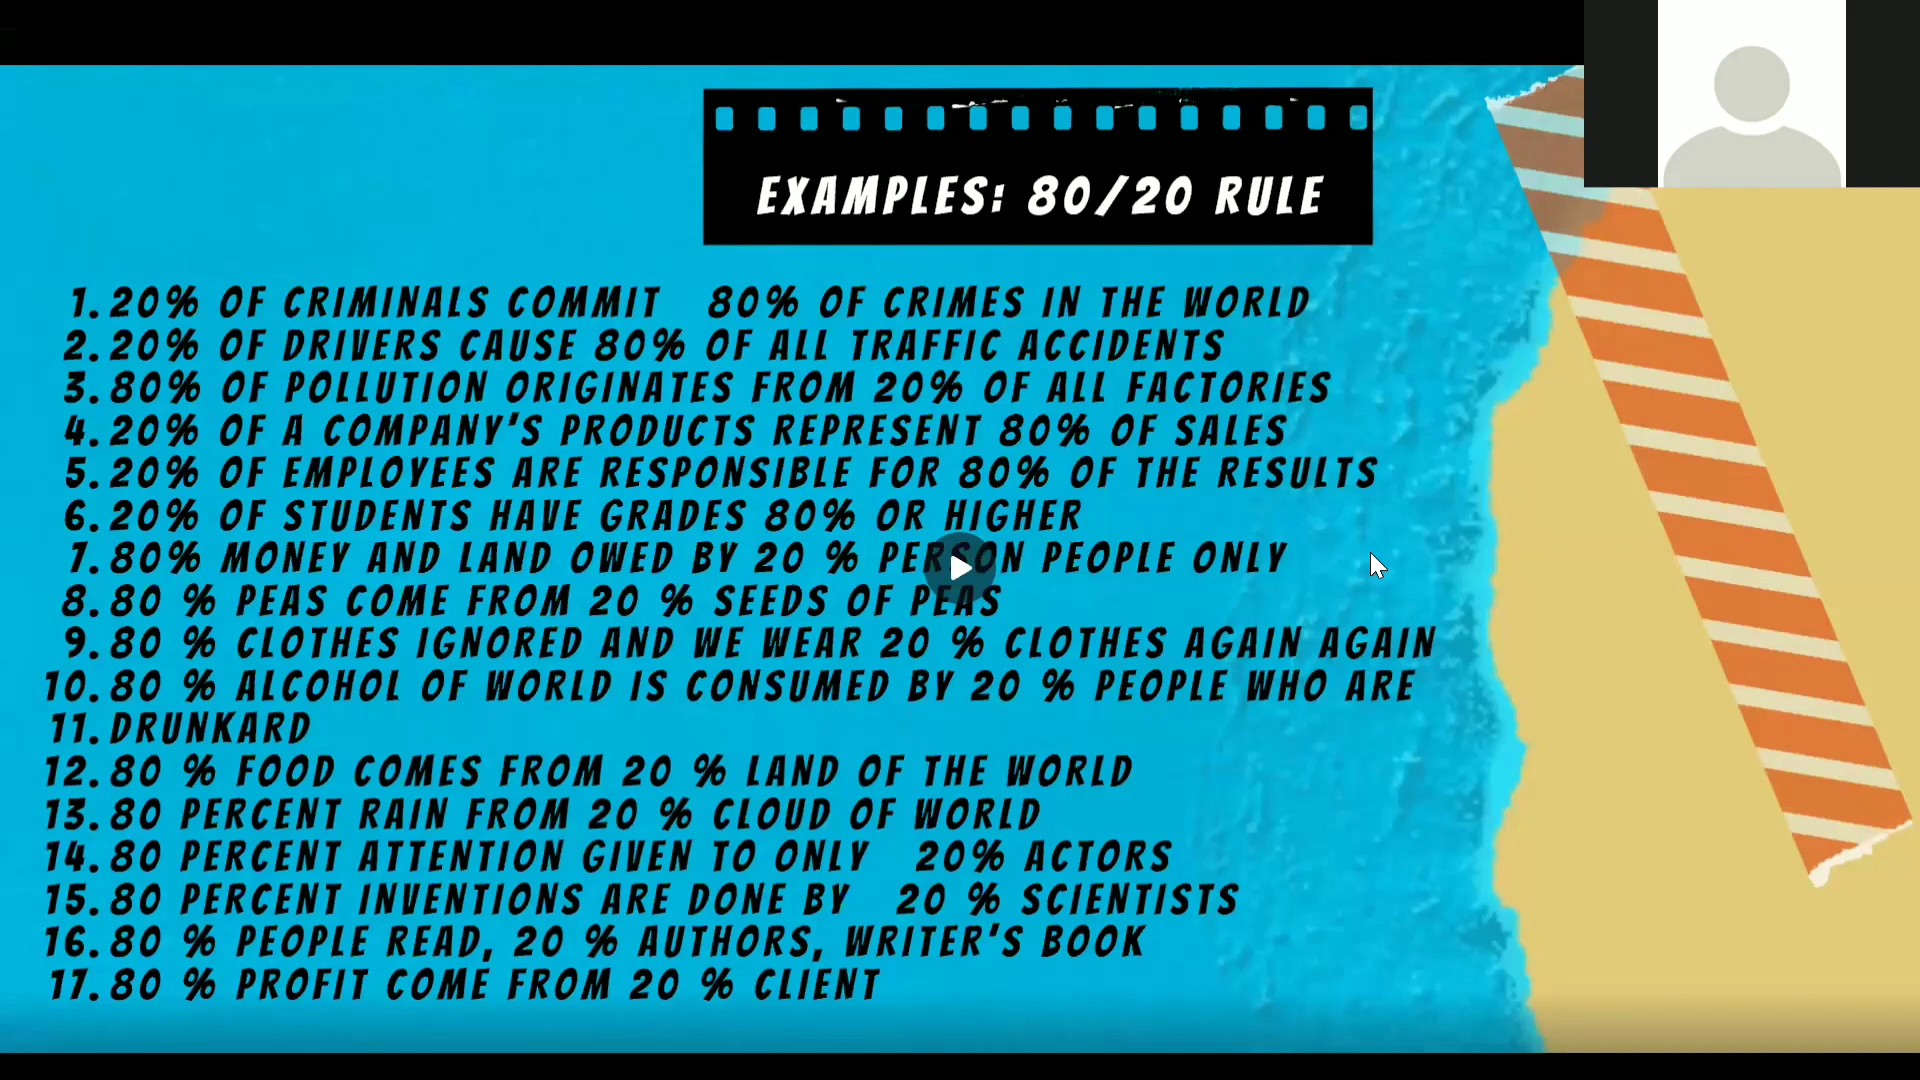 EXAMPLES: 80/20 RULE
1. 20% OF CRIMINALS COMMIT 80% OF CRIMES IN THE WORLD
2. 20% OF DRIVERS CAUSE 80% OF ALL TRAFFIC ACCIDENTS
3. 80% OF POLLUTION ORIGINATES FROM 20% OF ALL FACTORIES
4. 20% OF A COMPANY'S PRODUCTS REPRESENT 80% OF SALES
5. 20% OF EMPLOYEES ARE RESPONSIBLE FOR 80% OF THE RESULTS
6. 20% OF STUDENTS HAVE GRADES 80% OR HIGHER
7. 80% MONEY AND LAND OWED BY 20 % PERSON PEOPLE ONLY
8. 80 % PEAS COME FROM 20 % SEEDS OF PEAS
9. 80 % CLOTHES IGNORED AND WE WEAR 20 % CLOTHES AGAIN AGAIN
10. 80 % ALCOHOL OF WORLD IS CONSUMED BY 20 % PEOPLE WHO ARE
11. DRUNKARD
12. 80 % FOOD COMES FROM 20 % LAND OF THE WORLD
13. 80 PERCENT RAIN FROM 20 % CLOUD OF WORLD
14. 80 PERCENT ATTENTION GIVEN TO ONLY 20% ACTORS
15. 80 PERCENT INVENTIONS ARE DONE BY 20 % SCIENTISTS
16. 80 % PEOPLE READ, 20 % AUTHORS, WRITER'S BOOK
17. 80 % PROFIT COME FROM 20 % CLIENT